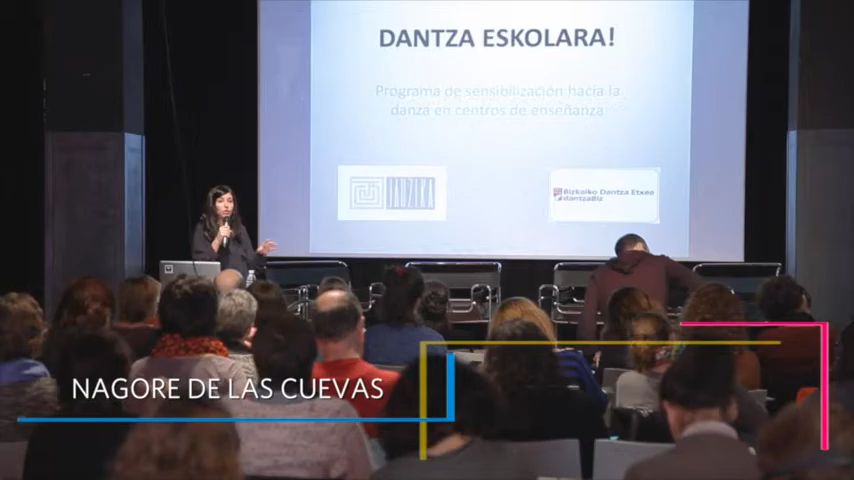 DANTZA ESKOLARA!
Programa de sensibilización hacia la
danza en centros de enseñanza
JAUZIKA
Bizkaiko Dantza Etxea
dantzaBiz
NAGORE DE LAS CUEVAS